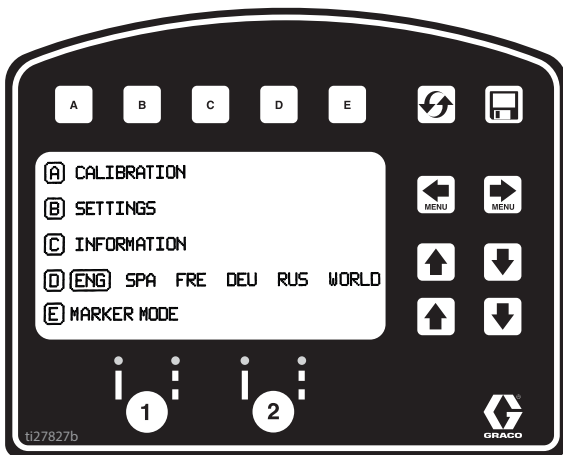 A B C D E
A CALIBRATION
B SETTINGS
C INFORMATION
D ENG SPA FRE DEU RUS WORLD
E MARKER MODE
MENU MENU
1 2
ti27827b
GRACO